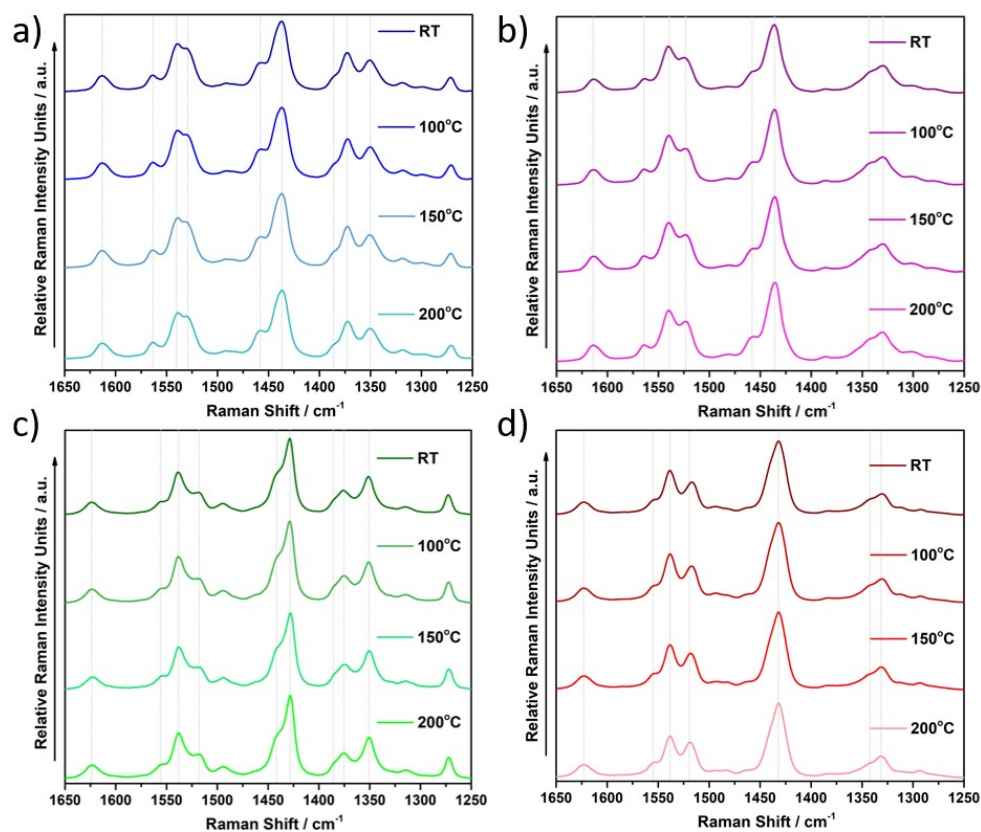 a)
Relative Raman Intensity Units / a.u.
RT
100°C
150°C
200°C
1650 1600 1550 1500 1450 1400 1350 1300 1250
Raman Shift / cm⁻¹
b)
Relative Raman Intensity Units / a.u.
RT
100°C
150°C
200°C
1650 1600 1550 1500 1450 1400 1350 1300 1250
Raman Shift / cm⁻¹
c)
Relative Raman Intensity Units / a.u.
RT
100°C
150°C
200°C
1650 1600 1550 1500 1450 1400 1350 1300 1250
Raman Shift / cm⁻¹
d)
Relative Raman Intensity Units / a.u.
RT
100°C
150°C
200°C
1650 1600 1550 1500 1450 1400 1350 1300 1250
Raman Shift / cm⁻¹